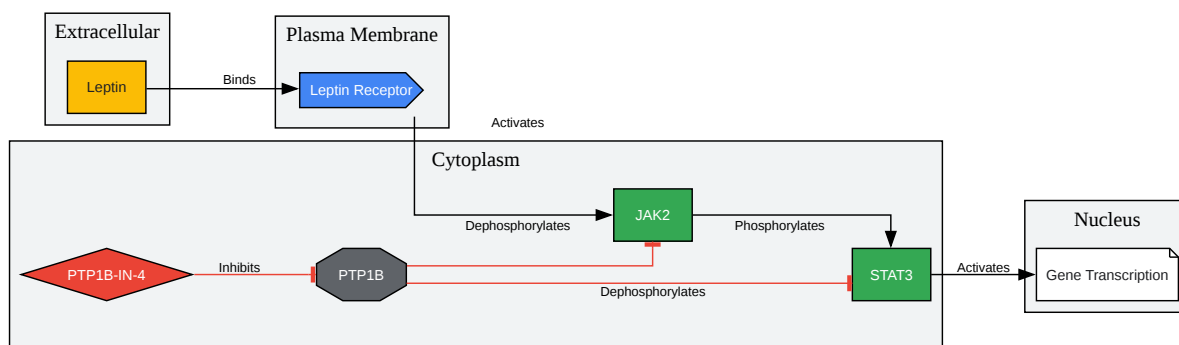 Extracellular
Plasma Membrane
Leptin
Binds
Leptin Receptor
Activates
Cytoplasm
Dephosphorylates
JAK2
Phosphorylates
Nucleus
PTP1B-IN-4
Inhibits
PTP1B
Dephosphorylates
STAT3
Activates
Gene Transcription